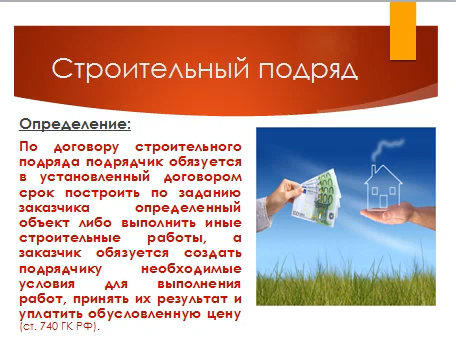 Строительный подряд
Определение:
По договору строительного
подряда подрядчик обязуется
в установленный договором
срок построить по заданию
заказчика определенный
объект либо выполнить иные
строительные работы, а
заказчик обязуется создать
подрядчику необходимые
условия для выполнения
работ, принять их результат и
уплатить обусловленную цену
(ст. 740 ГК РФ).